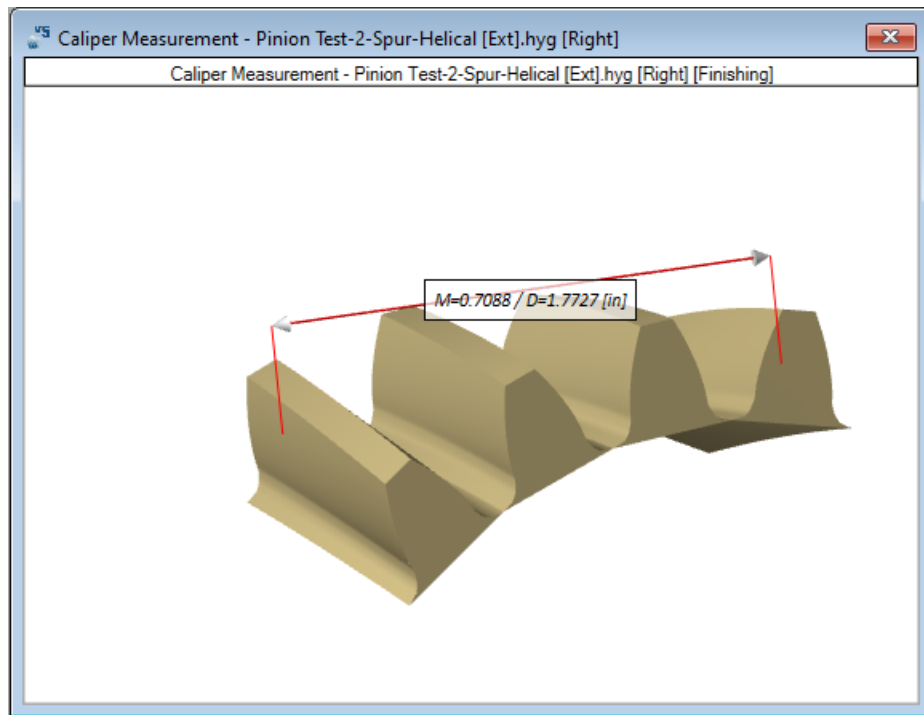 Caliper Measurement - Pinion Test-2-Spur-Helical [Ext].hyg [Right]
Caliper Measurement - Pinion Test-2-Spur-Helical [Ext].hyg [Right] [Finishing]
M=0.7088 / D=1.7727 [in]